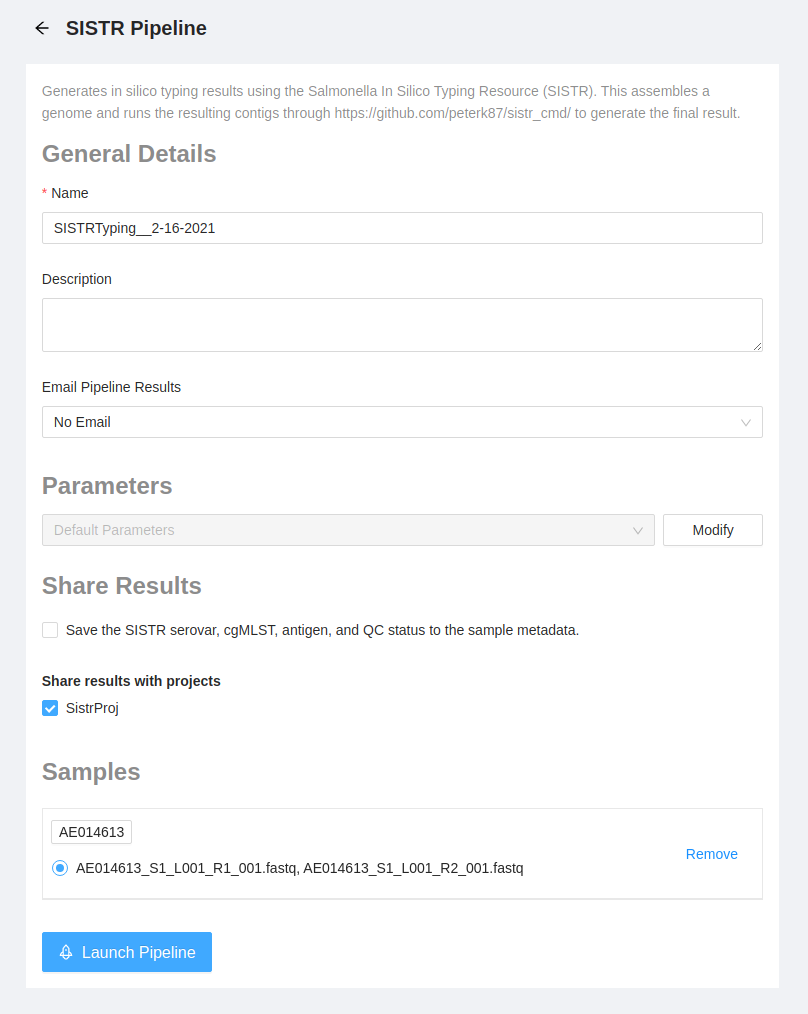 SISTR Pipeline
Generates in silico typing results using the Salmonella In Silico Typing Resource (SISTR). This assembles a
genome and runs the resulting contigs through https://github.com/peterk87/sistr_cmd/ to generate the final result.
General Details
* Name
SISTRTyping__2-16-2021
Description
Email Pipeline Results
No Email
Parameters
Default Parameters
Modify
Share Results
Save the SISTR serovar, cgMLST, antigen, and QC status to the sample metadata.
Share results with projects
SistrProj
Samples
AE014613
AE014613_S1_L001_R1_001.fastq, AE014613_S1_L001_R2_001.fastq
Remove
Launch Pipeline